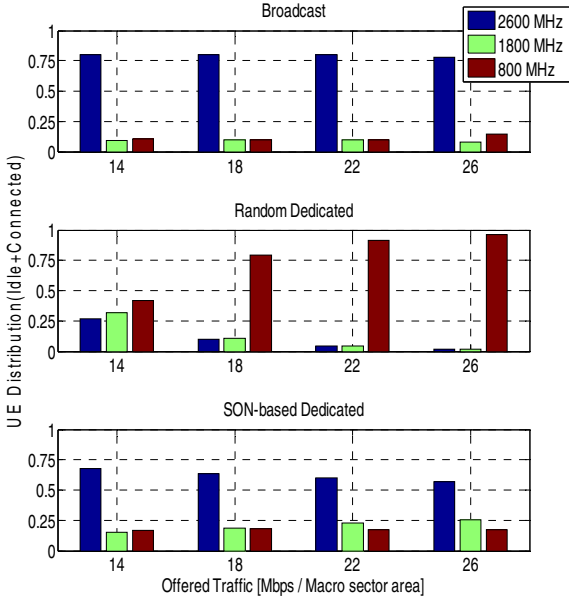 Broadcast
2600 MHz
1800 MHz
800 MHz
1
0.75
0.5
0.25
0
14 18 22 26
Random Dedicated
1
0.75
0.5
0.25
0
14 18 22 26
SON-based Dedicated
1
0.75
0.5
0.25
0
14 18 22 26
UE Distribution(Idle+Connected)
Offered Traffic [Mbps / Macro sector area]